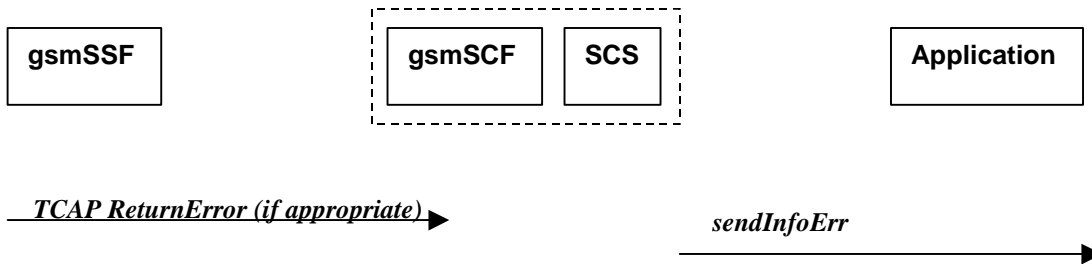 gsmSSF
gsmSCF
SCS
Application
TCAP ReturnError (if appropriate)
sendInfoErr